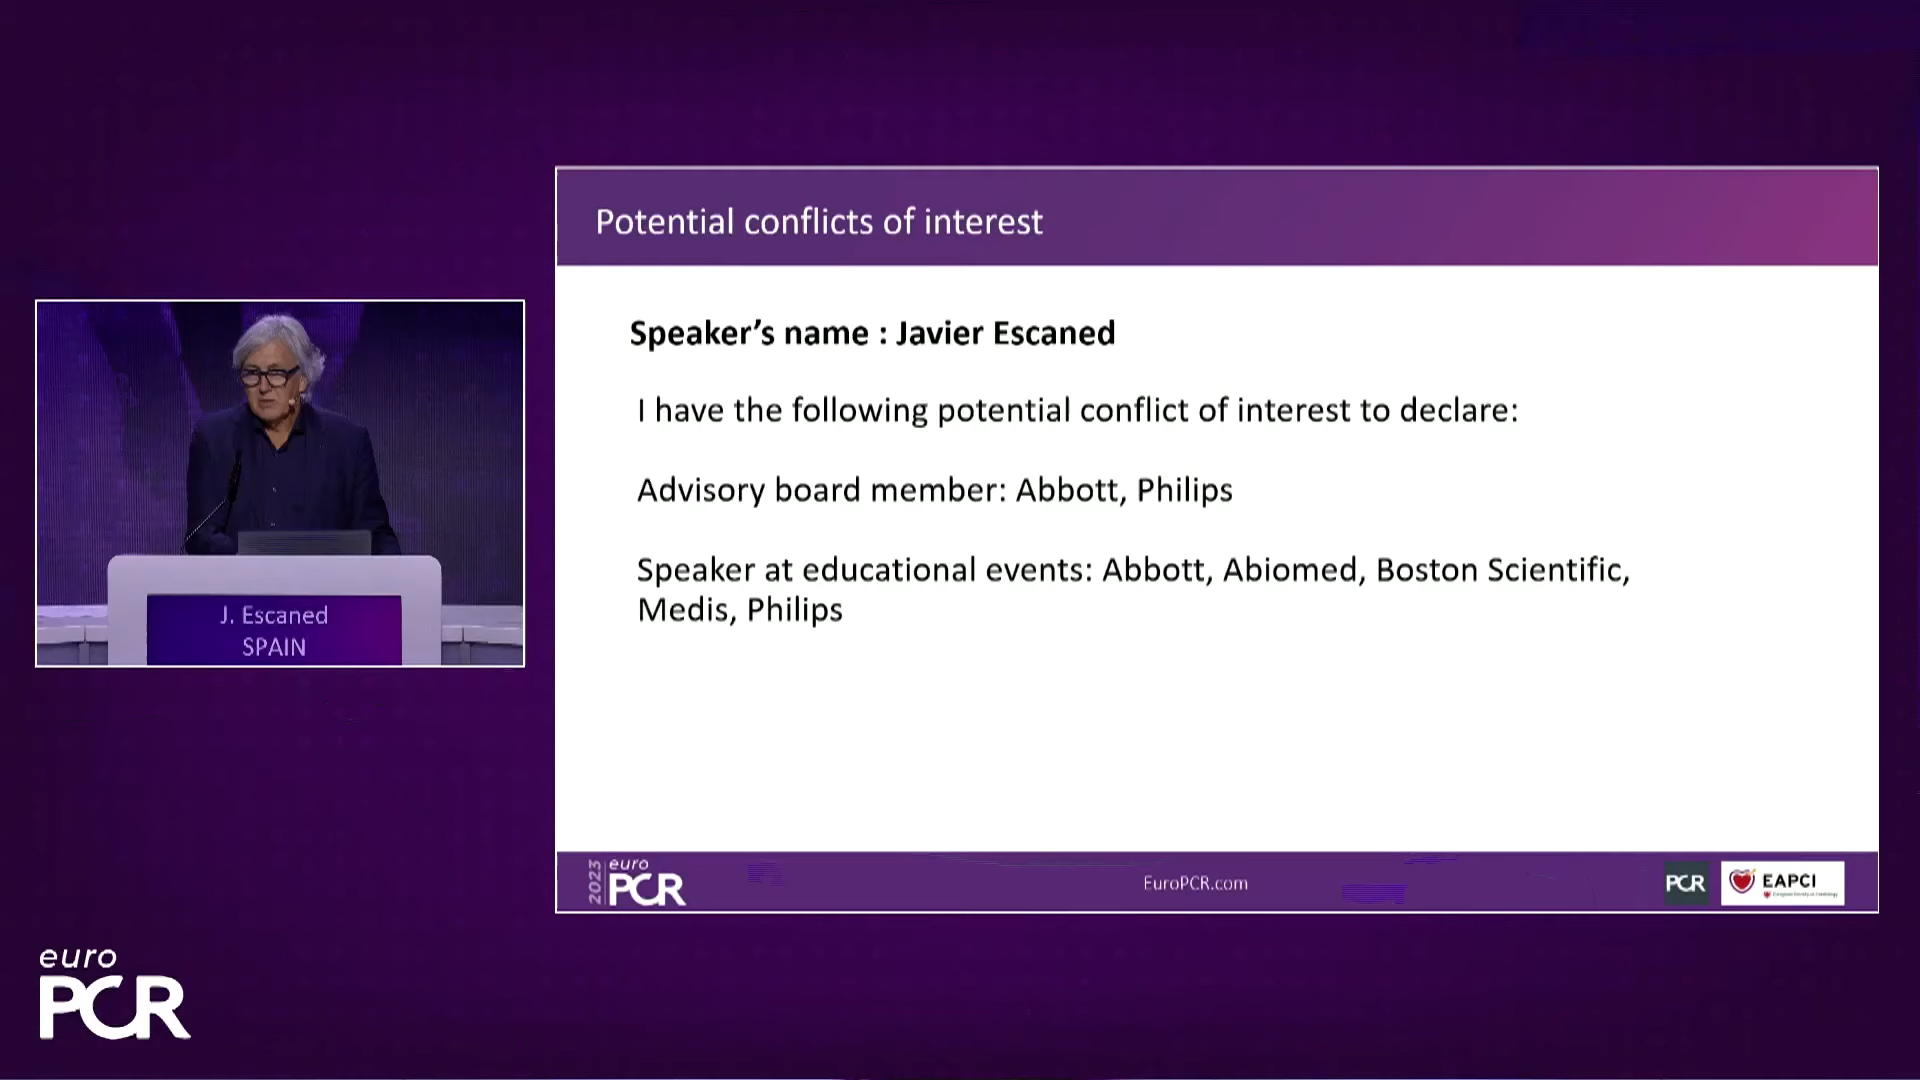 Potential conflicts of interest
Speaker’s name : Javier Escaned
I have the following potential conflict of interest to declare:
Advisory board member: Abbott, Philips
Speaker at educational events: Abbott, Abiomed, Boston Scientific,
Medis, Philips
J. Escaned
SPAIN
2023
euro
PCR
EuroPCR.com
PCR
EAPCI
euro
PCR